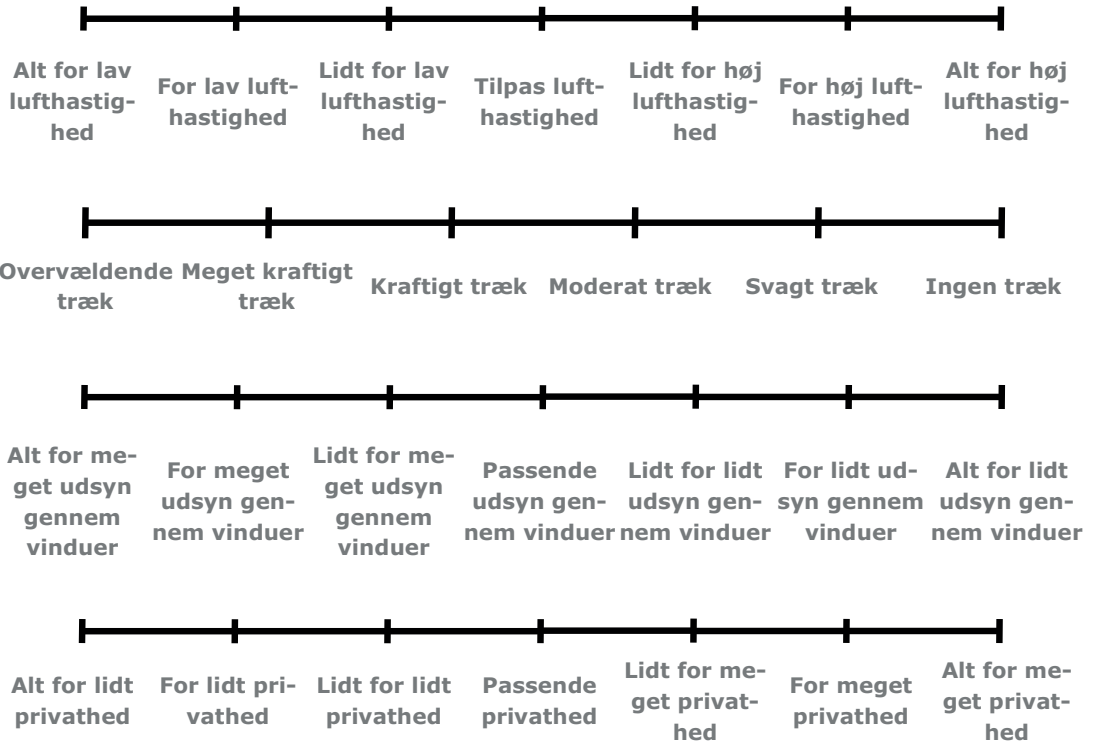 Alt for lav
lufthastig-
hed
For lav luft-
hastighed
Lidt for lav
lufthastig-
hed
Tilpas luft-
hastighed
Lidt for høj
lufthastig-
hed
For høj luft-
hastighed
Alt for høj
lufthastig-
hed
Overvældende
træk
Meget kraftigt
træk
Kraftigt træk
Moderat træk
Svagt træk
Ingen træk
Alt for me-
get udsyn
gennem
vinduer
For meget
udsyn gen-
nem vinduer
Lidt for me-
get udsyn
gennem
vinduer
Passende
udsyn gen-
nem vinduer
Lidt for lidt
udsyn gen-
nem vinduer
For lidt ud-
syn gennem
vinduer
Alt for lidt
udsyn gen-
nem vinduer
Alt for lidt
privathed
For lidt pri-
vathed
Lidt for lidt
privathed
Passende
privathed
Lidt for me-
get privat-
hed
For meget
privathed
Alt for me-
get privat-
hed